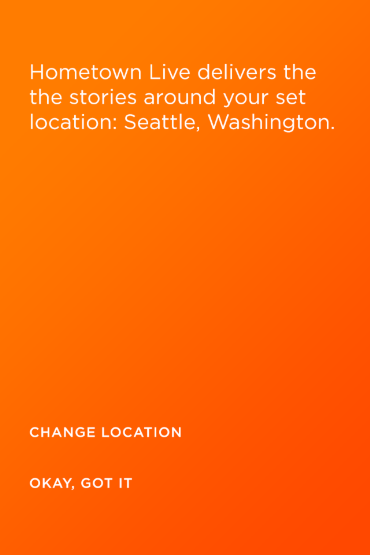 Hometown Live delivers the
the stories around your set
location: Seattle, Washington.
CHANGE LOCATION
OKAY, GOT IT